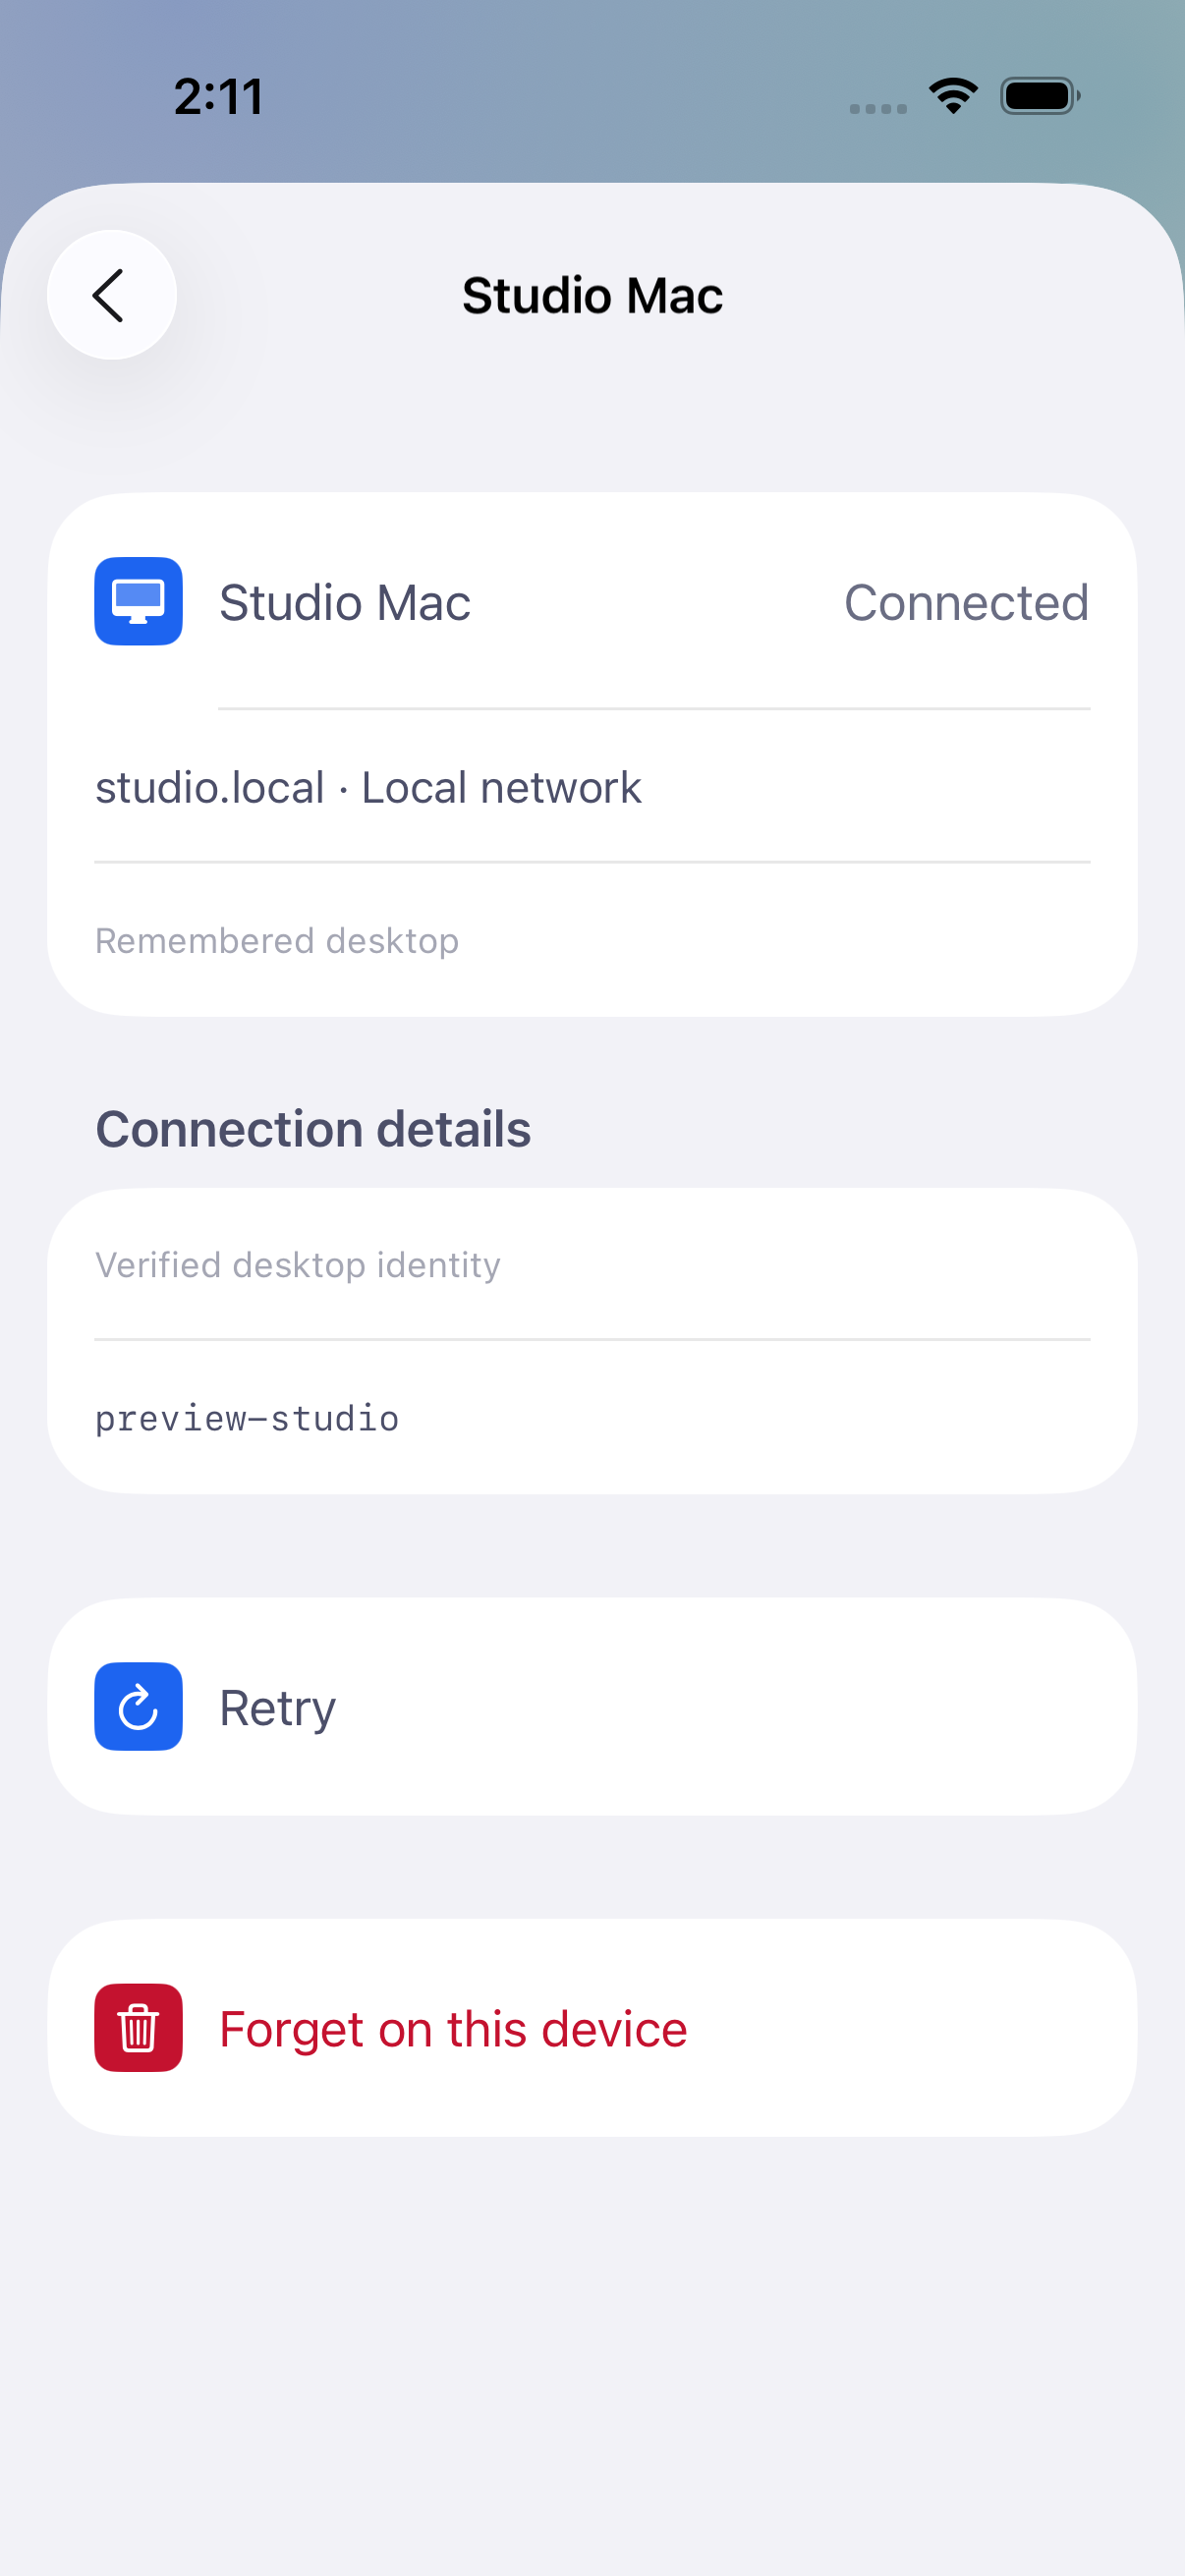 2:11
Studio Mac
Studio Mac Connected
studio.local · Local network
Remembered desktop
Connection details
Verified desktop identity
preview-studio
Retry
Forget on this device